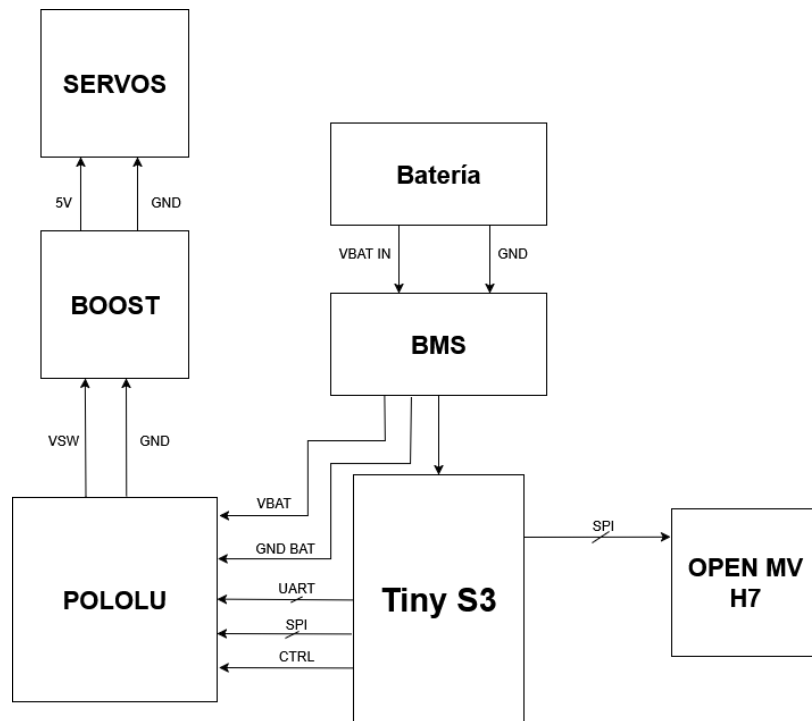 SERVOS
5V
GND
BOOST
VSW
GND
Batería
VBAT IN
GND
BMS
VBAT
GND BAT
UART
SPI
CTRL
POLOLU
Tiny S3
SPI
OPEN MV
H7